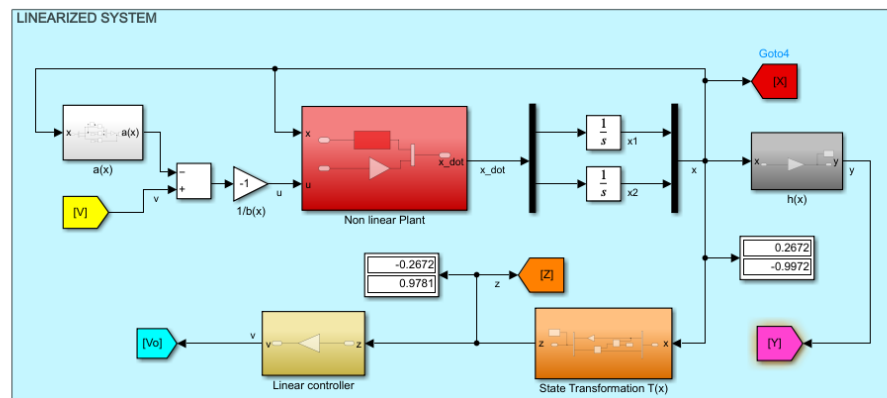 LINEARIZED SYSTEM
Goto4
[X]
x
a(x)
a(x)
−
+
v
[V]
-1
u
1/b(x)
x
u
x_dot
Non linear Plant
x_dot
1
s
x1
1
s
x2
x
x
y
y
h(x)
-0.2672
0.9781
z
[Z]
0.2672
-0.9972
[Vo]
v
v
z
Linear controller
z
x
State Transformation T(x)
[Y]